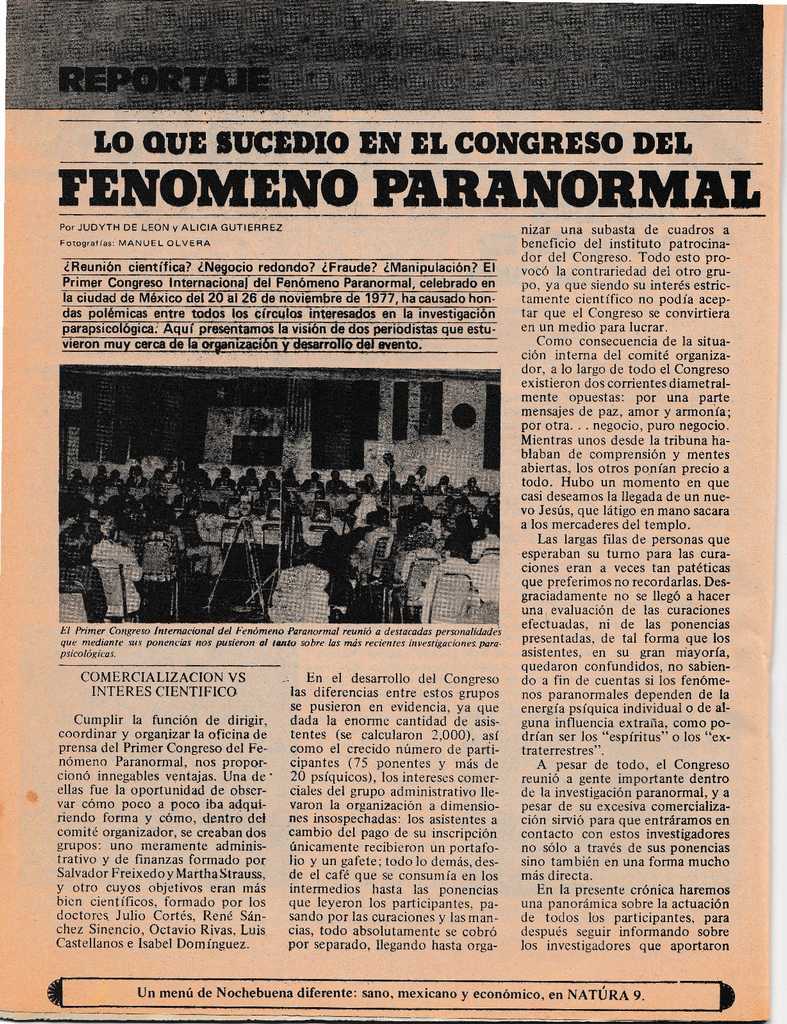 REPORTAJE
LO QUE SUCEDIO EN EL CONGRESO DEL
FENOMENO PARANORMAL
Por JUDYTH DE LEON y ALICIA GUTIERREZ
Fotografías: MANUEL OLVERA
¿Reunión científica? ¿Negocio redondo? ¿Fraude? ¿Manipulación? El
Primer Congreso Internacional del Fenómeno Paranormal, celebrado en
la ciudad de México del 20 al 26 de noviembre de 1977, ha causado hon-
das polémicas entre todos los círculos interesados en la investigación
parapsicológica. Aquí presentamos la visión de dos periodistas que estu-
vieron muy cerca de la organización y desarrollo del evento.
El Primer Congreso Internacional del Fenómeno Paranormal reunió a destacadas personalidades
que mediante sus ponencias nos pusieron al tanto sobre las más recientes investigaciones para-
psicológicas.
COMERCIALIZACION VS
INTERES CIENTIFICO
Cumplir la función de dirigir,
coordinar y organizar la oficina de
prensa del Primer Congreso del Fe-
nómeno Paranormal, nos propor-
cionó innegables ventajas. Una de
ellas fue la oportunidad de obser-
var cómo poco a poco iba adqui-
riendo forma y cómo, dentro del
comité organizador, se creaban dos
grupos: uno meramente adminis-
trativo y de finanzas formado por
Salvador Freixedo y Martha Strauss,
y otro cuyos objetivos eran más
bien científicos, formado por los
doctores Julio Cortés, René Sán-
chez Sinencio, Octavio Rivas, Luis
Castellanos e Isabel Domínguez.
En el desarrollo del Congreso
las diferencias entre estos grupos
se pusieron en evidencia, ya que
dada la enorme cantidad de asis-
tentes (se calcularon 2,000), así
como el crecido número de parti-
cipantes (75 ponentes y más de
20 psíquicos), los intereses comer-
ciales del grupo administrativo lle-
varon la organización a dimensio-
nes insospechadas: los asistentes a
cambio del pago de su inscripción
únicamente recibieron un portafo-
lio y un gafete; todo lo demás, des-
de el café que se consumía en los
intermedios hasta las ponencias
que leyeron los participantes, pa-
sando por las curaciones y las man-
cias, todo absolutamente se cobró
por separado, llegando hasta orga-
nizar una subasta de cuadros a
beneficio del instituto patrocina-
dor del Congreso. Todo esto pro-
vocó la contrariedad del otro gru-
po, ya que siendo su interés estric-
tamente científico no podía acep-
tar que el Congreso se convirtiera
en un medio para lucrar.
Como consecuencia de la situa-
ción interna del comité organiza-
dor, a lo largo de todo el Congreso
existieron dos corrientes diametral-
mente opuestas: por una parte
mensajes de paz, amor y armonía;
por otra. . . negocio, puro negocio.
Mientras unos desde la tribuna ha-
blaban de comprensión y mentes
abiertas, los otros ponían precio a
todo. Hubo un momento en que
casi deseamos la llegada de un nue-
vo Jesús, que látigo en mano sacara
a los mercaderes del templo.
Las largas filas de personas que
esperaban su turno para las cura-
ciones eran a veces tan patéticas
que preferimos no recordarlas. Des-
graciadamente no se llegó a hacer
una evaluación de las curaciones
efectuadas, ni de las ponencias
presentadas, de tal forma que los
asistentes, en su gran mayoría,
quedaron confundidos, no sabien-
do a fin de cuentas si los fenóme-
nos paranormales dependen de la
energía psíquica individual o de al-
guna influencia extraña, como po-
drían ser los "espíritus" o los "ex-
traterrestres".
A pesar de todo, el Congreso
reunió a gente importante dentro
de la investigación paranormal, y a
pesar de su excesiva comercializa-
ción sirvió para que entráramos en
contacto con estos investigadores
no sólo a través de sus ponencias
sino también en una forma mucho
más directa.
En la presente crónica haremos
una panorámica sobre la actuación
de todos los participantes, para
después seguir informando sobre
los investigadores que aportaron
Un menú de Nochebuena diferente: sano, mexicano y económico, en NATÚRA 9.